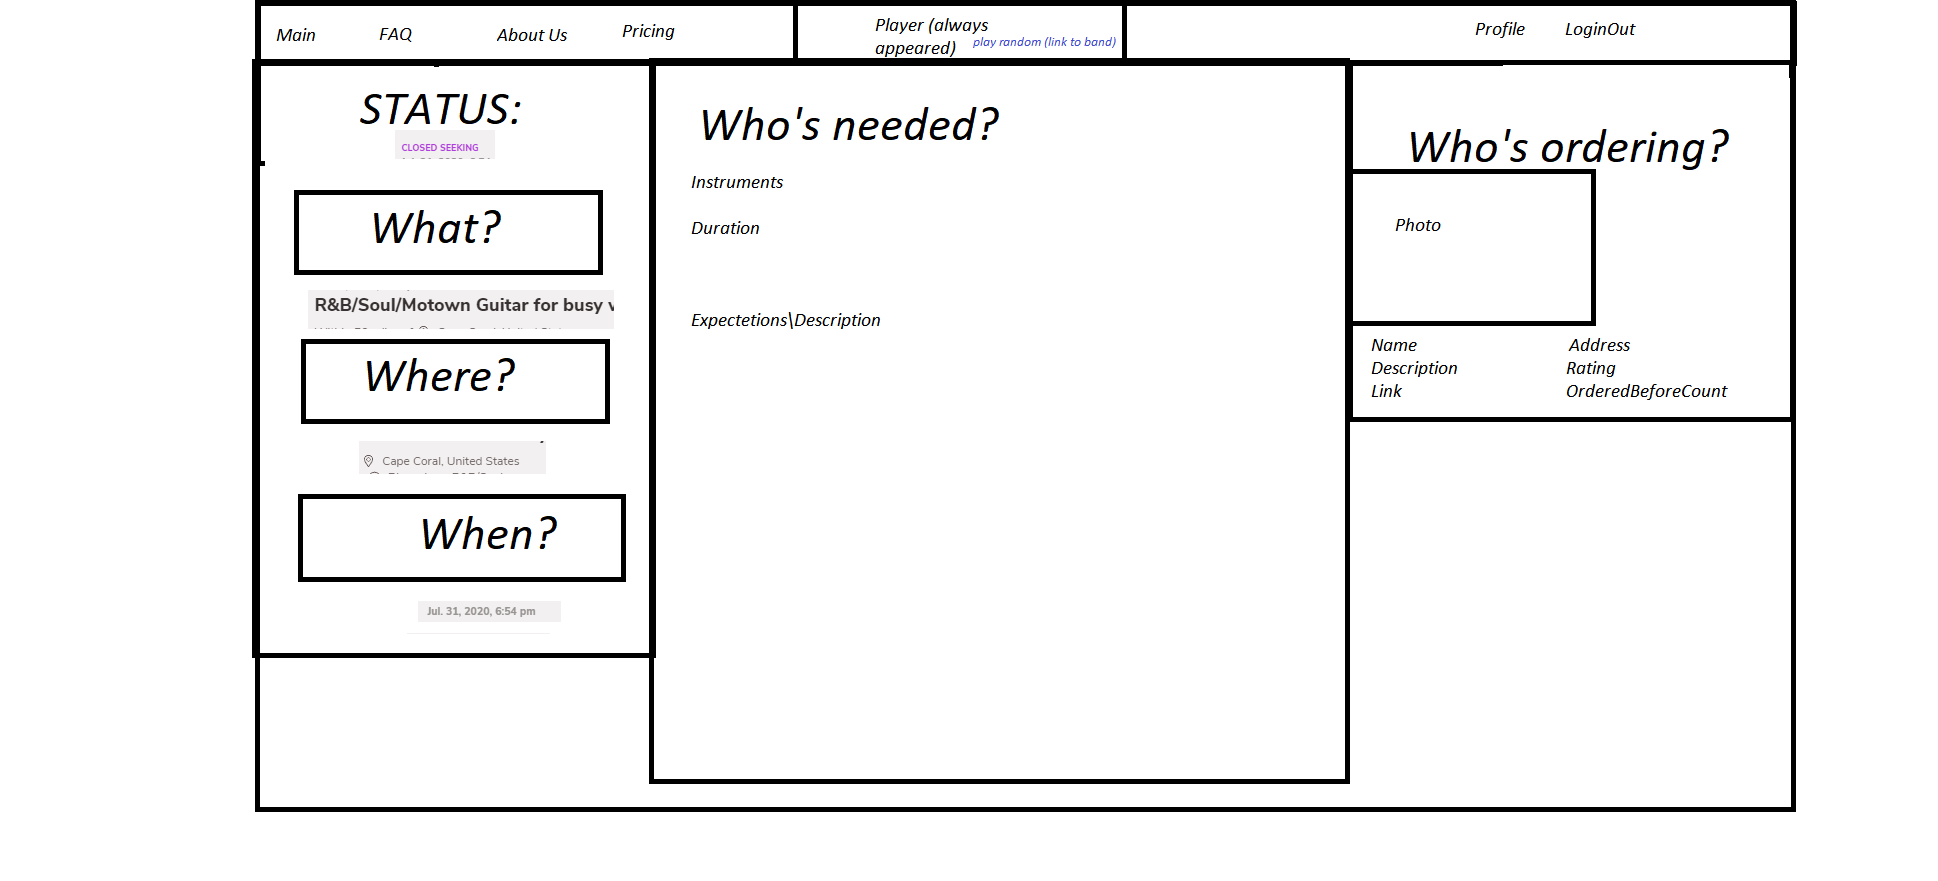 Main FAQ About Us Pricing
Player (always
appeared) play random (link to band)
Profile LoginOut
STATUS:
CLOSED SEEKING
What?
R&B/Soul/Motown Guitar for busy
Where?
Cape Coral, United States
When?
Jul. 31, 2020, 6:54 pm
Who's needed?
Instruments
Duration
Expectetions\Description
Who's ordering?
Photo
Name Address
Description Rating
Link OrderedBeforeCount